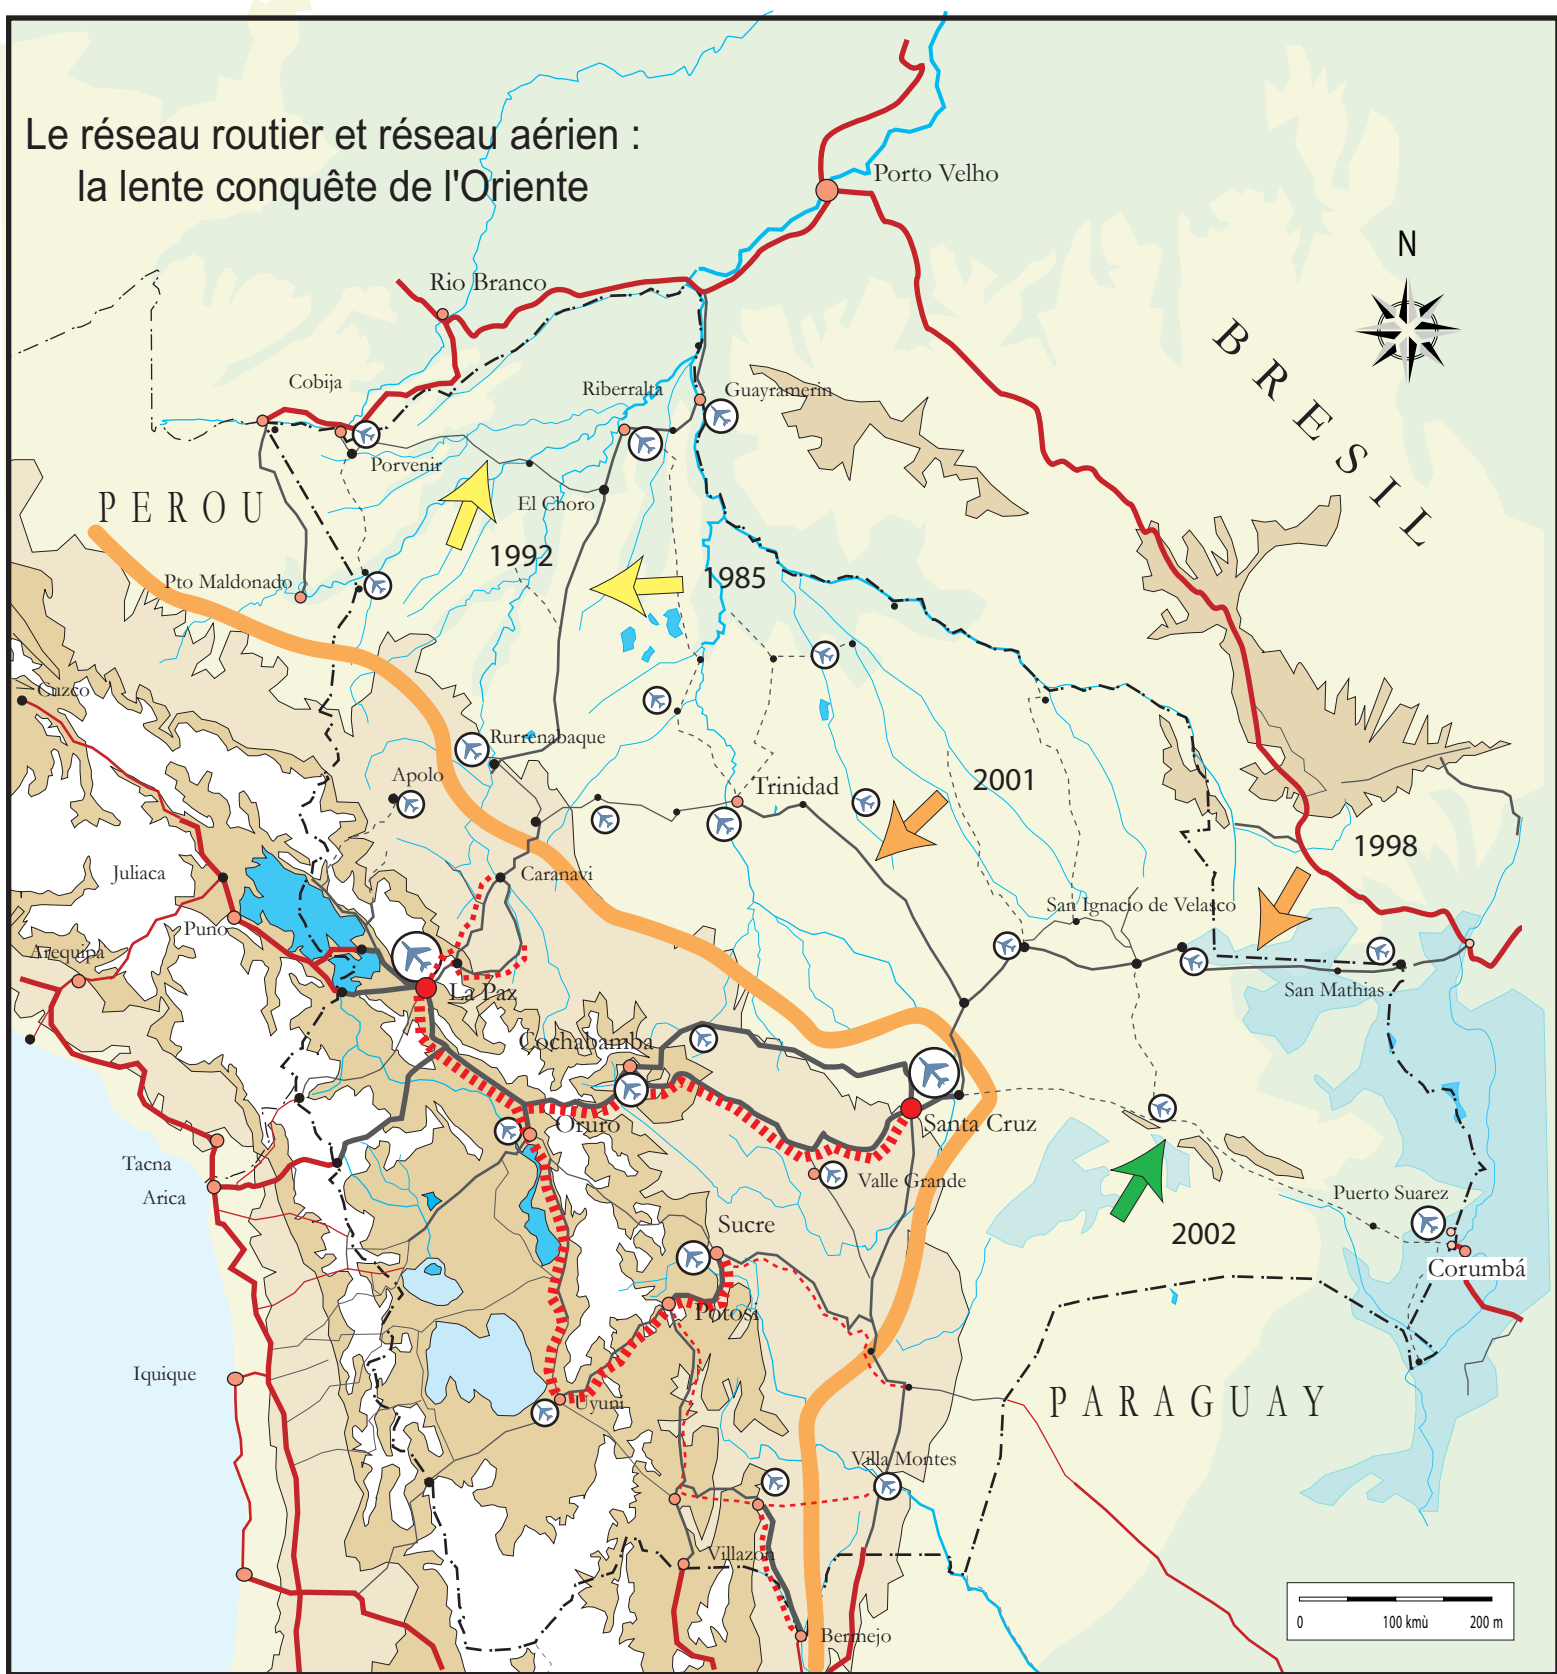 Le réseau routier et réseau aérien :
la lente conquête de l'Oriente
Porto Velho
N
Rio Branco
BRESIL
Cobija
Riberralta
Guayramerin
Porvenir
El Choro
PEROU
1992
1985
Pto Maldonado
Cuzco
Rurrenabaque
Apolo
Trinidad
2001
1998
Juliaca
Caranavi
San Ignacio de Velasco
Puno
Arequipa
La Paz
San Mathias
Cochabamba
Oruro
Santa Cruz
Tacna
Valle Grande
Arica
Puerto Suarez
Sucre
2002
Corumbá
Potosi
Iquique
Uyuni
PARAGUAY
Villa Montes
Villazon
Bermejo
0 100 kmù 200 m